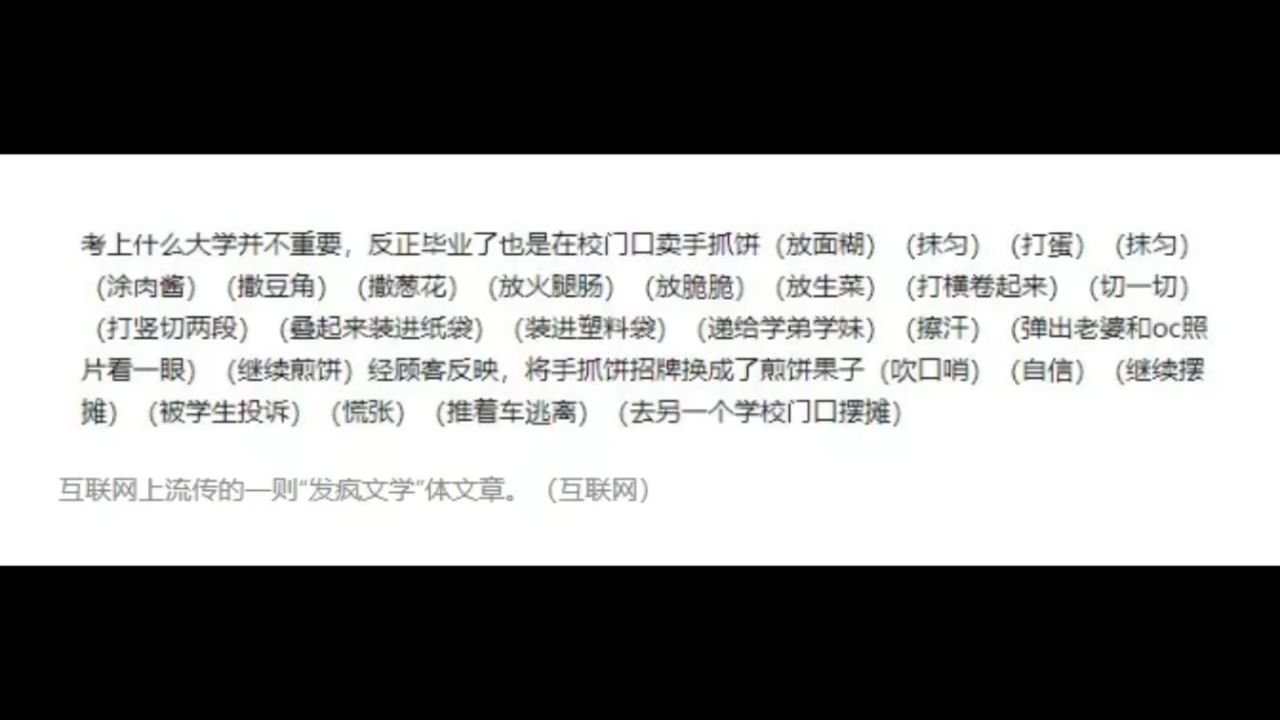 考上什么大学并不重要，反正毕业了也是在校门口卖手抓饼（放面糊）（抹匀）（打蛋）（抹匀）
（涂肉酱）（撒豆角）（撒葱花）（放火腿肠）（放脆脆）（放生菜）（打横卷起来）（切一切）
（打竖切两段）（叠起来装进纸袋）（装进塑料袋）（递给学弟学妹）（擦汗）（弹出老婆和oc照
片看一眼）（继续煎饼）经顾客反映，将手抓饼招牌换成了煎饼果子（吹口哨）（自信）（继续摆
摊）（被学生投诉）（慌张）（推着车逃离）（去另一个学校门口摆摊）
互联网上流传的一则“发疯文学”体文章。（互联网）